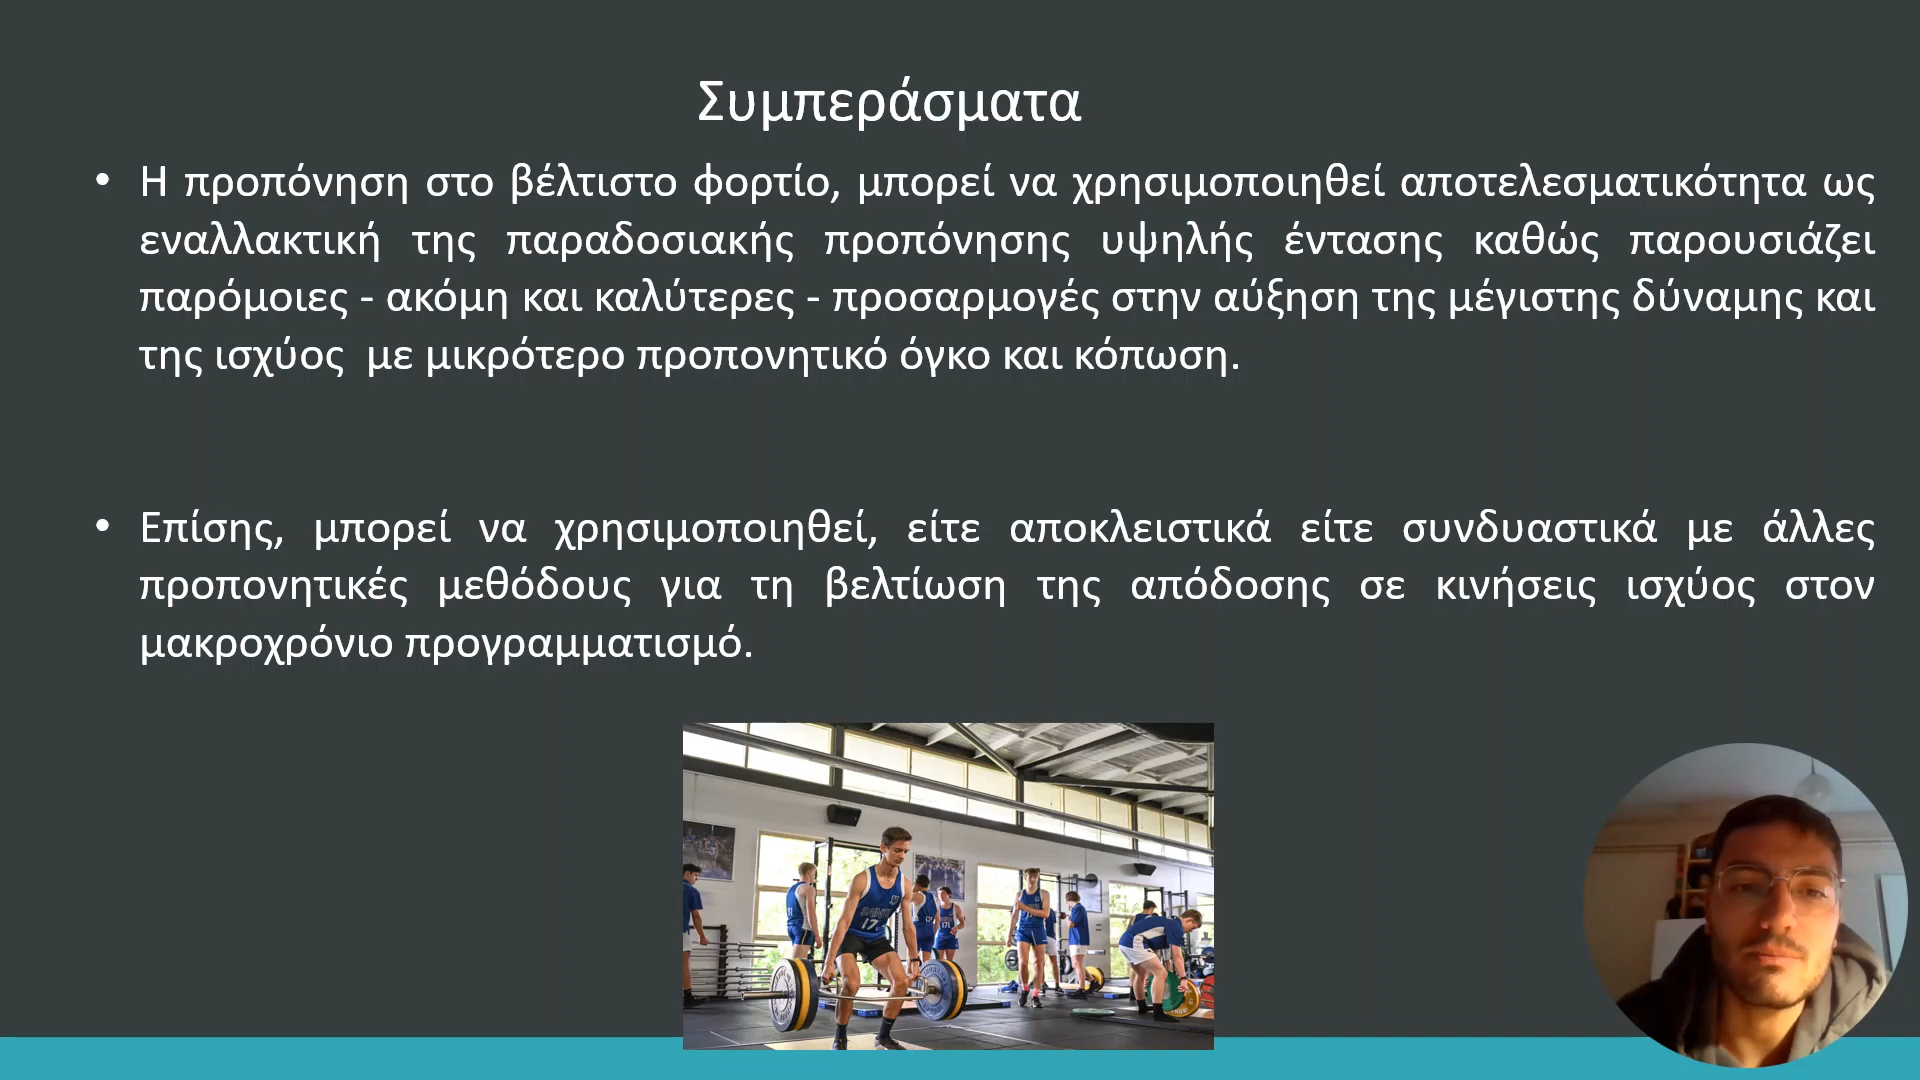 Συμπεράσματα
• Η προπόνηση στο βέλτιστο φορτίο, μπορεί να χρησιμοποιηθεί αποτελεσματικότητα ως
εναλλακτική της παραδοσιακής προπόνησης υψηλής έντασης καθώς παρουσιάζει
παρόμοιες - ακόμη και καλύτερες - προσαρμογές στην αύξηση της μέγιστης δύναμης και
της ισχύος με μικρότερο προπονητικό όγκο και κόπωση.
• Επίσης, μπορεί να χρησιμοποιηθεί, είτε αποκλειστικά είτε συνδυαστικά με άλλες
προπονητικές μεθόδους για τη βελτίωση της απόδοσης σε κινήσεις ισχύος στον
μακροχρόνιο προγραμματισμό.
17
171